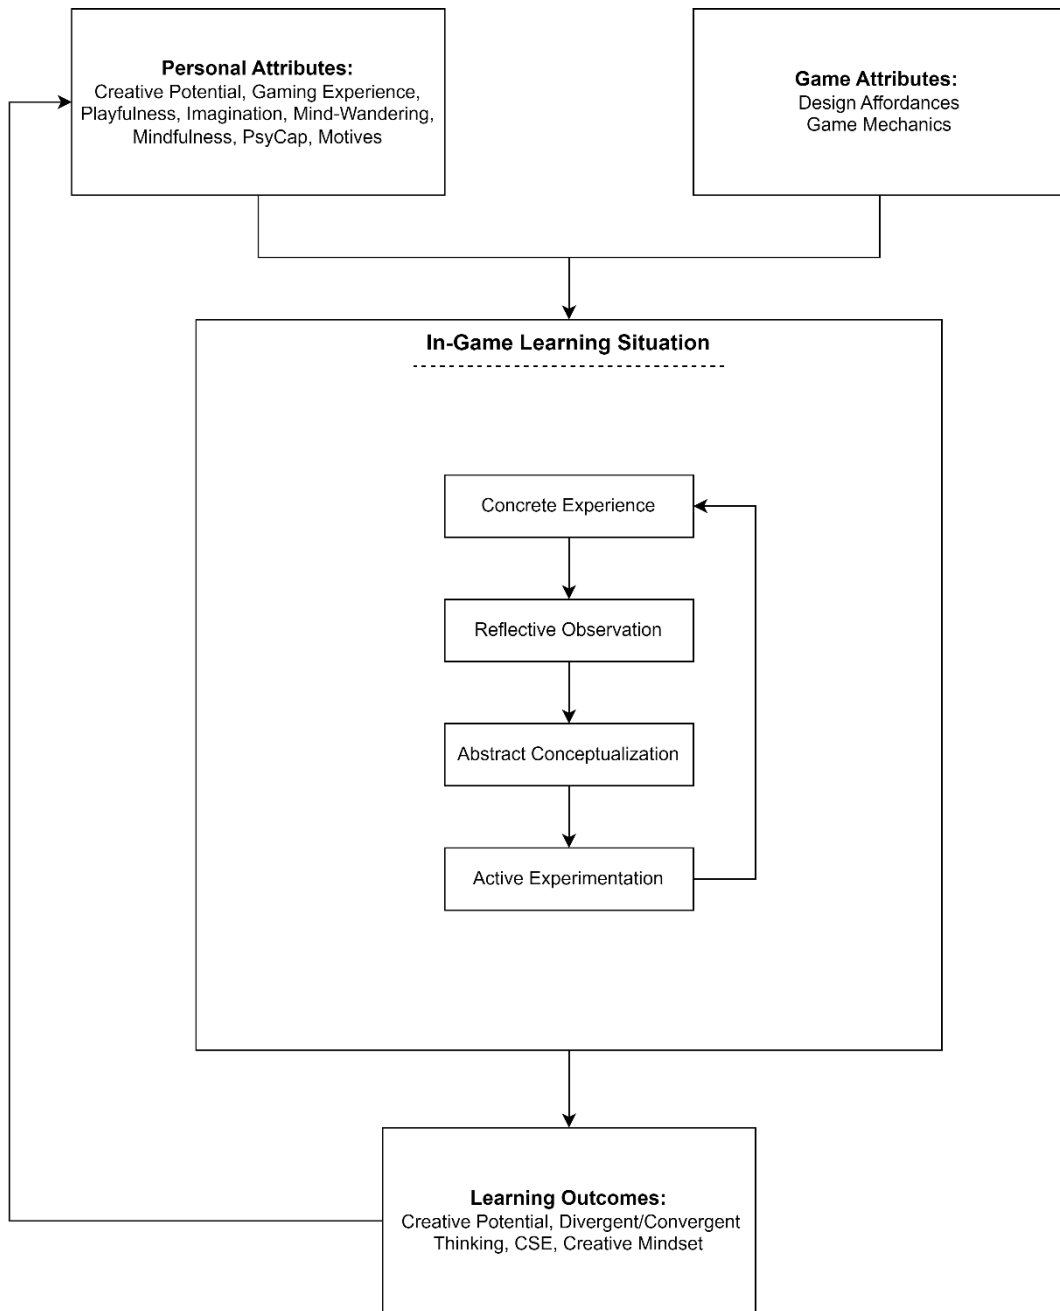 Personal Attributes:
Creative Potential, Gaming Experience,
Playfulness, Imagination, Mind-Wandering,
Mindfulness, PsyCap, Motives
Game Attributes:
Design Affordances
Game Mechanics
In-Game Learning Situation
Concrete Experience
Reflective Observation
Abstract Conceptualization
Active Experimentation
Learning Outcomes:
Creative Potential, Divergent/Convergent
Thinking, CSE, Creative Mindset